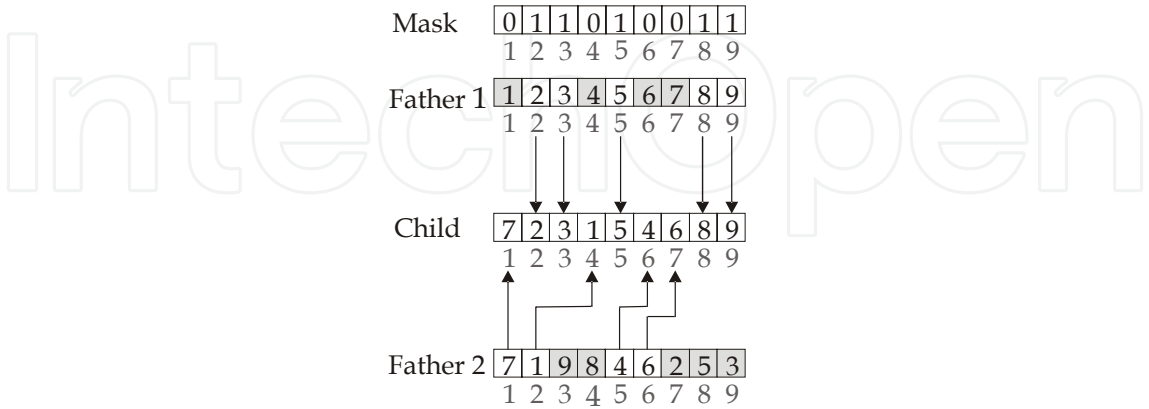 Mask 0 1 1 0 1 0 0 1 1
1 2 3 4 5 6 7 8 9
Father 1 1 2 3 4 5 6 7 8 9
1 2 3 4 5 6 7 8 9
IntechOpen
Child 7 2 3 1 5 4 6 8 9
1 2 3 4 5 6 7 8 9
Father 2 7 1 9 8 4 6 2 5 3
1 2 3 4 5 6 7 8 9